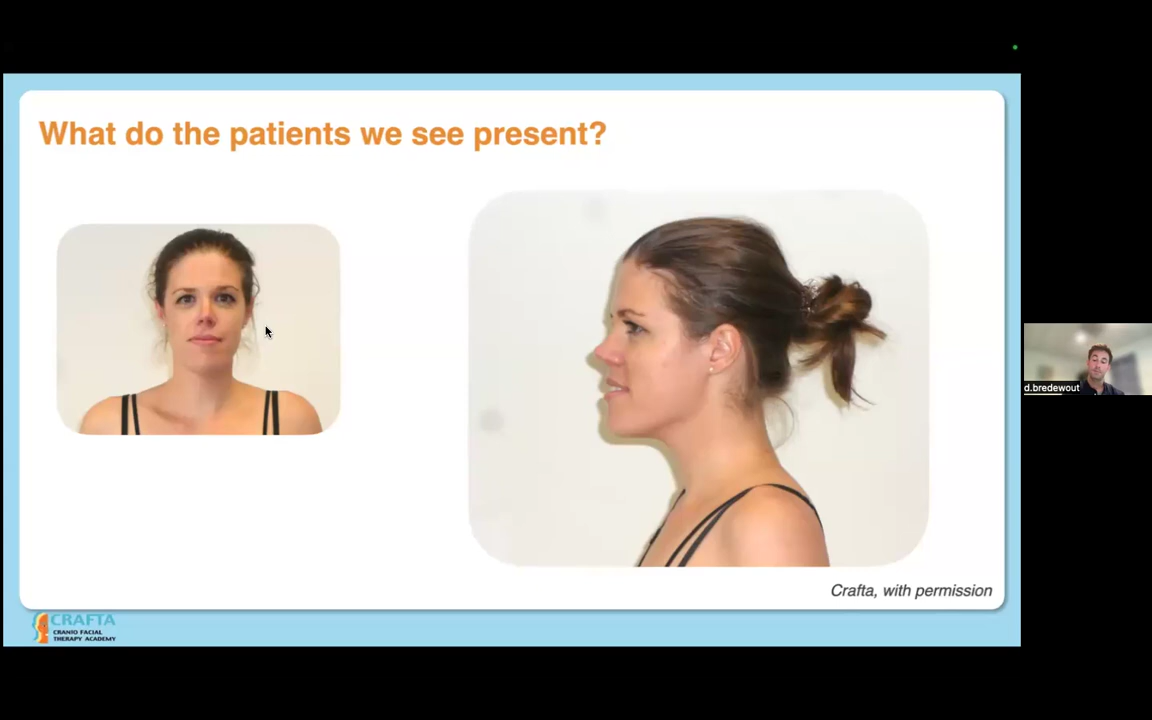 What do the patients we see present?
d.bredewout
Crafta, with permission
CRAFTA
CRANIO FACIAL
THERAPY ACADEMY